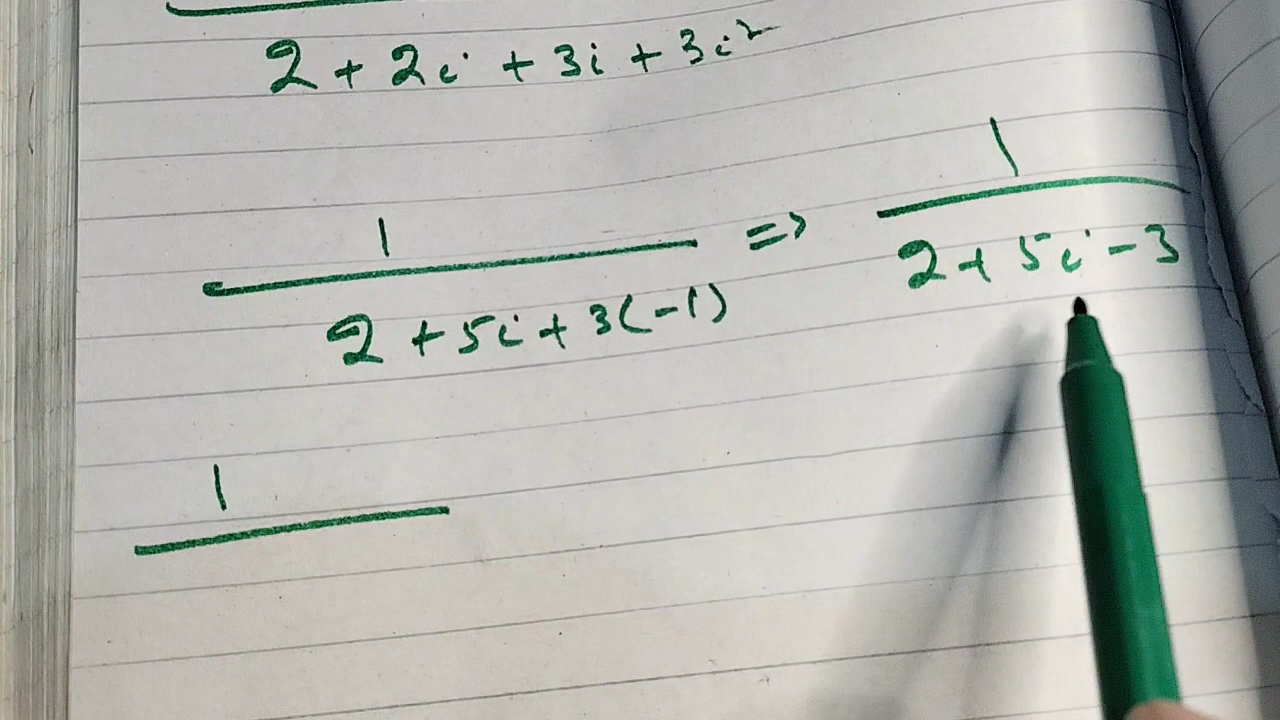 2 + 2i + 3i + 3i²
1 1
2 + 5i + 3(-1) => 2 + 5i - 3
1